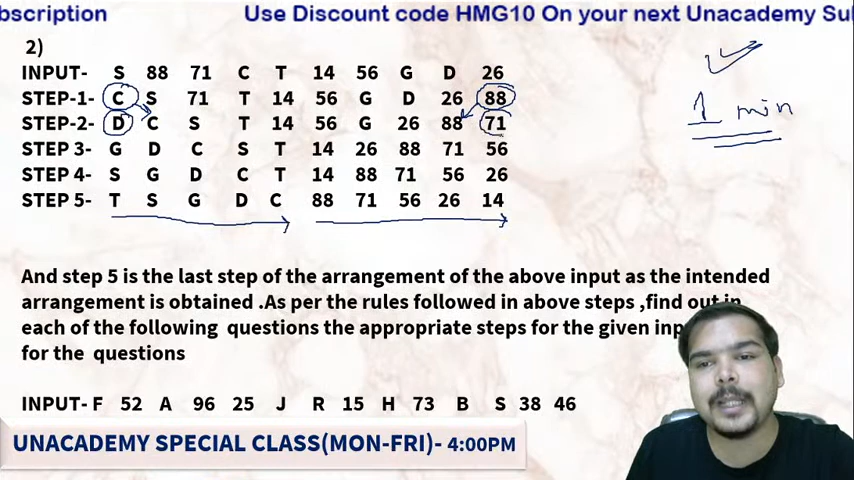 bscription Use Discount code HMG10 On your next Unacademy Su
2)
INPUT- S 88 71 C T 14 56 G D 26
STEP-1- C S 71 T 14 56 G D 26 88
STEP-2- D C S T 14 56 G 26 88 71
STEP 3- G D C S T 14 26 88 71 56
STEP 4- S G D C T 14 88 71 56 26
STEP 5- T S G D C 88 71 56 26 14
1 min
And step 5 is the last step of the arrangement of the above input as the intended
arrangement is obtained .As per the rules followed in above steps ,find out in
each of the following questions the appropriate steps for the given inp
for the questions
INPUT- F 52 A 96 25 J R 15 H 73 B S 38 46
UNACADEMY SPECIAL CLASS(MON-FRI)- 4:00PM